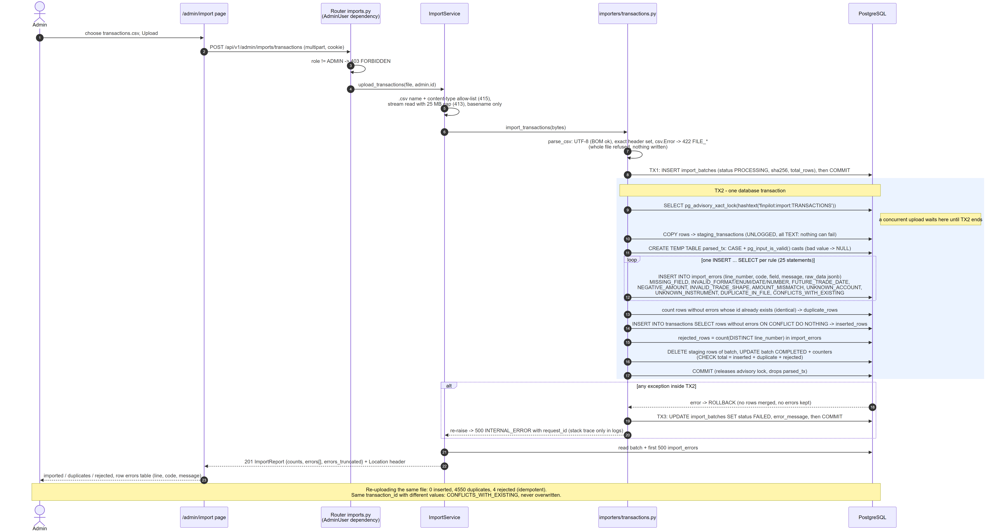 Admin
/admin/import page
Router imports.py
(AdminUser dependency)
ImportService
importers/transactions.py
PostgreSQL
choose transactions.csv, Upload
1
POST /api/v1/admin/imports/transactions (multipart, cookie)
2
role != ADMIN -> 403 FORBIDDEN
3
upload_transactions(file, admin.id)
4
.csv name + content-type allow-list (415),
stream read with 25 MB cap (413), basename only
5
import_transactions(bytes)
6
parse_csv: UTF-8 (BOM ok), exact header set, csv.Error -> 422 FILE_*
(whole file refused, nothing written)
7
TX1: INSERT import_batches (status PROCESSING, sha256, total_rows), then COMMIT
8
TX2 - one database transaction
SELECT pg_advisory_xact_lock(hashtext('finpilot:import:TRANSACTIONS'))
9
a concurrent upload waits here until TX2 ends
COPY rows -> staging_transactions (UNLOGGED, all TEXT: nothing can fail)
10
CREATE TEMP TABLE parsed_tx: CASE + pg_input_is_valid() casts (bad value -> NULL)
11
loop
[one INSERT ... SELECT per rule (25 statements)]
INSERT INTO import_errors (line_number, code, field, message, raw_data jsonb)
MISSING_FIELD, INVALID_FORMAT/ENUM/DATE/NUMBER, FUTURE_TRADE_DATE,
NEGATIVE_AMOUNT, INVALID_TRADE_SHAPE, AMOUNT_MISMATCH, UNKNOWN_ACCOUNT,
UNKNOWN_INSTRUMENT, DUPLICATE_IN_FILE, CONFLICTS_WITH_EXISTING
12
count rows without errors whose id already exists (identical) -> duplicate_rows
13
INSERT INTO transactions SELECT rows without errors ON CONFLICT DO NOTHING -> inserted_rows
14
rejected_rows = count(DISTINCT line_number) in import_errors
15
DELETE staging rows of batch, UPDATE batch COMPLETED + counters
(CHECK total = inserted + duplicate + rejected)
16
COMMIT (releases advisory lock, drops parsed_tx)
17
alt
[any exception inside TX2]
error -> ROLLBACK (no rows merged, no errors kept)
18
TX3: UPDATE import_batches SET status FAILED, error_message, then COMMIT
19
re-raise -> 500 INTERNAL_ERROR with request_id (stack trace only in logs)
20
read batch + first 500 import_errors
21
201 ImportReport {counts, errors[], errors_truncated} + Location header
22
imported / duplicates / rejected, row errors table (line, code, message)
23
Re-uploading the same file: 0 inserted, 4550 duplicates, 4 rejected (idempotent).
Same transaction_id with different values: CONFLICTS_WITH_EXISTING, never overwritten.
Admin
/admin/import page
Router imports.py
(AdminUser dependency)
ImportService
importers/transactions.py
PostgreSQL